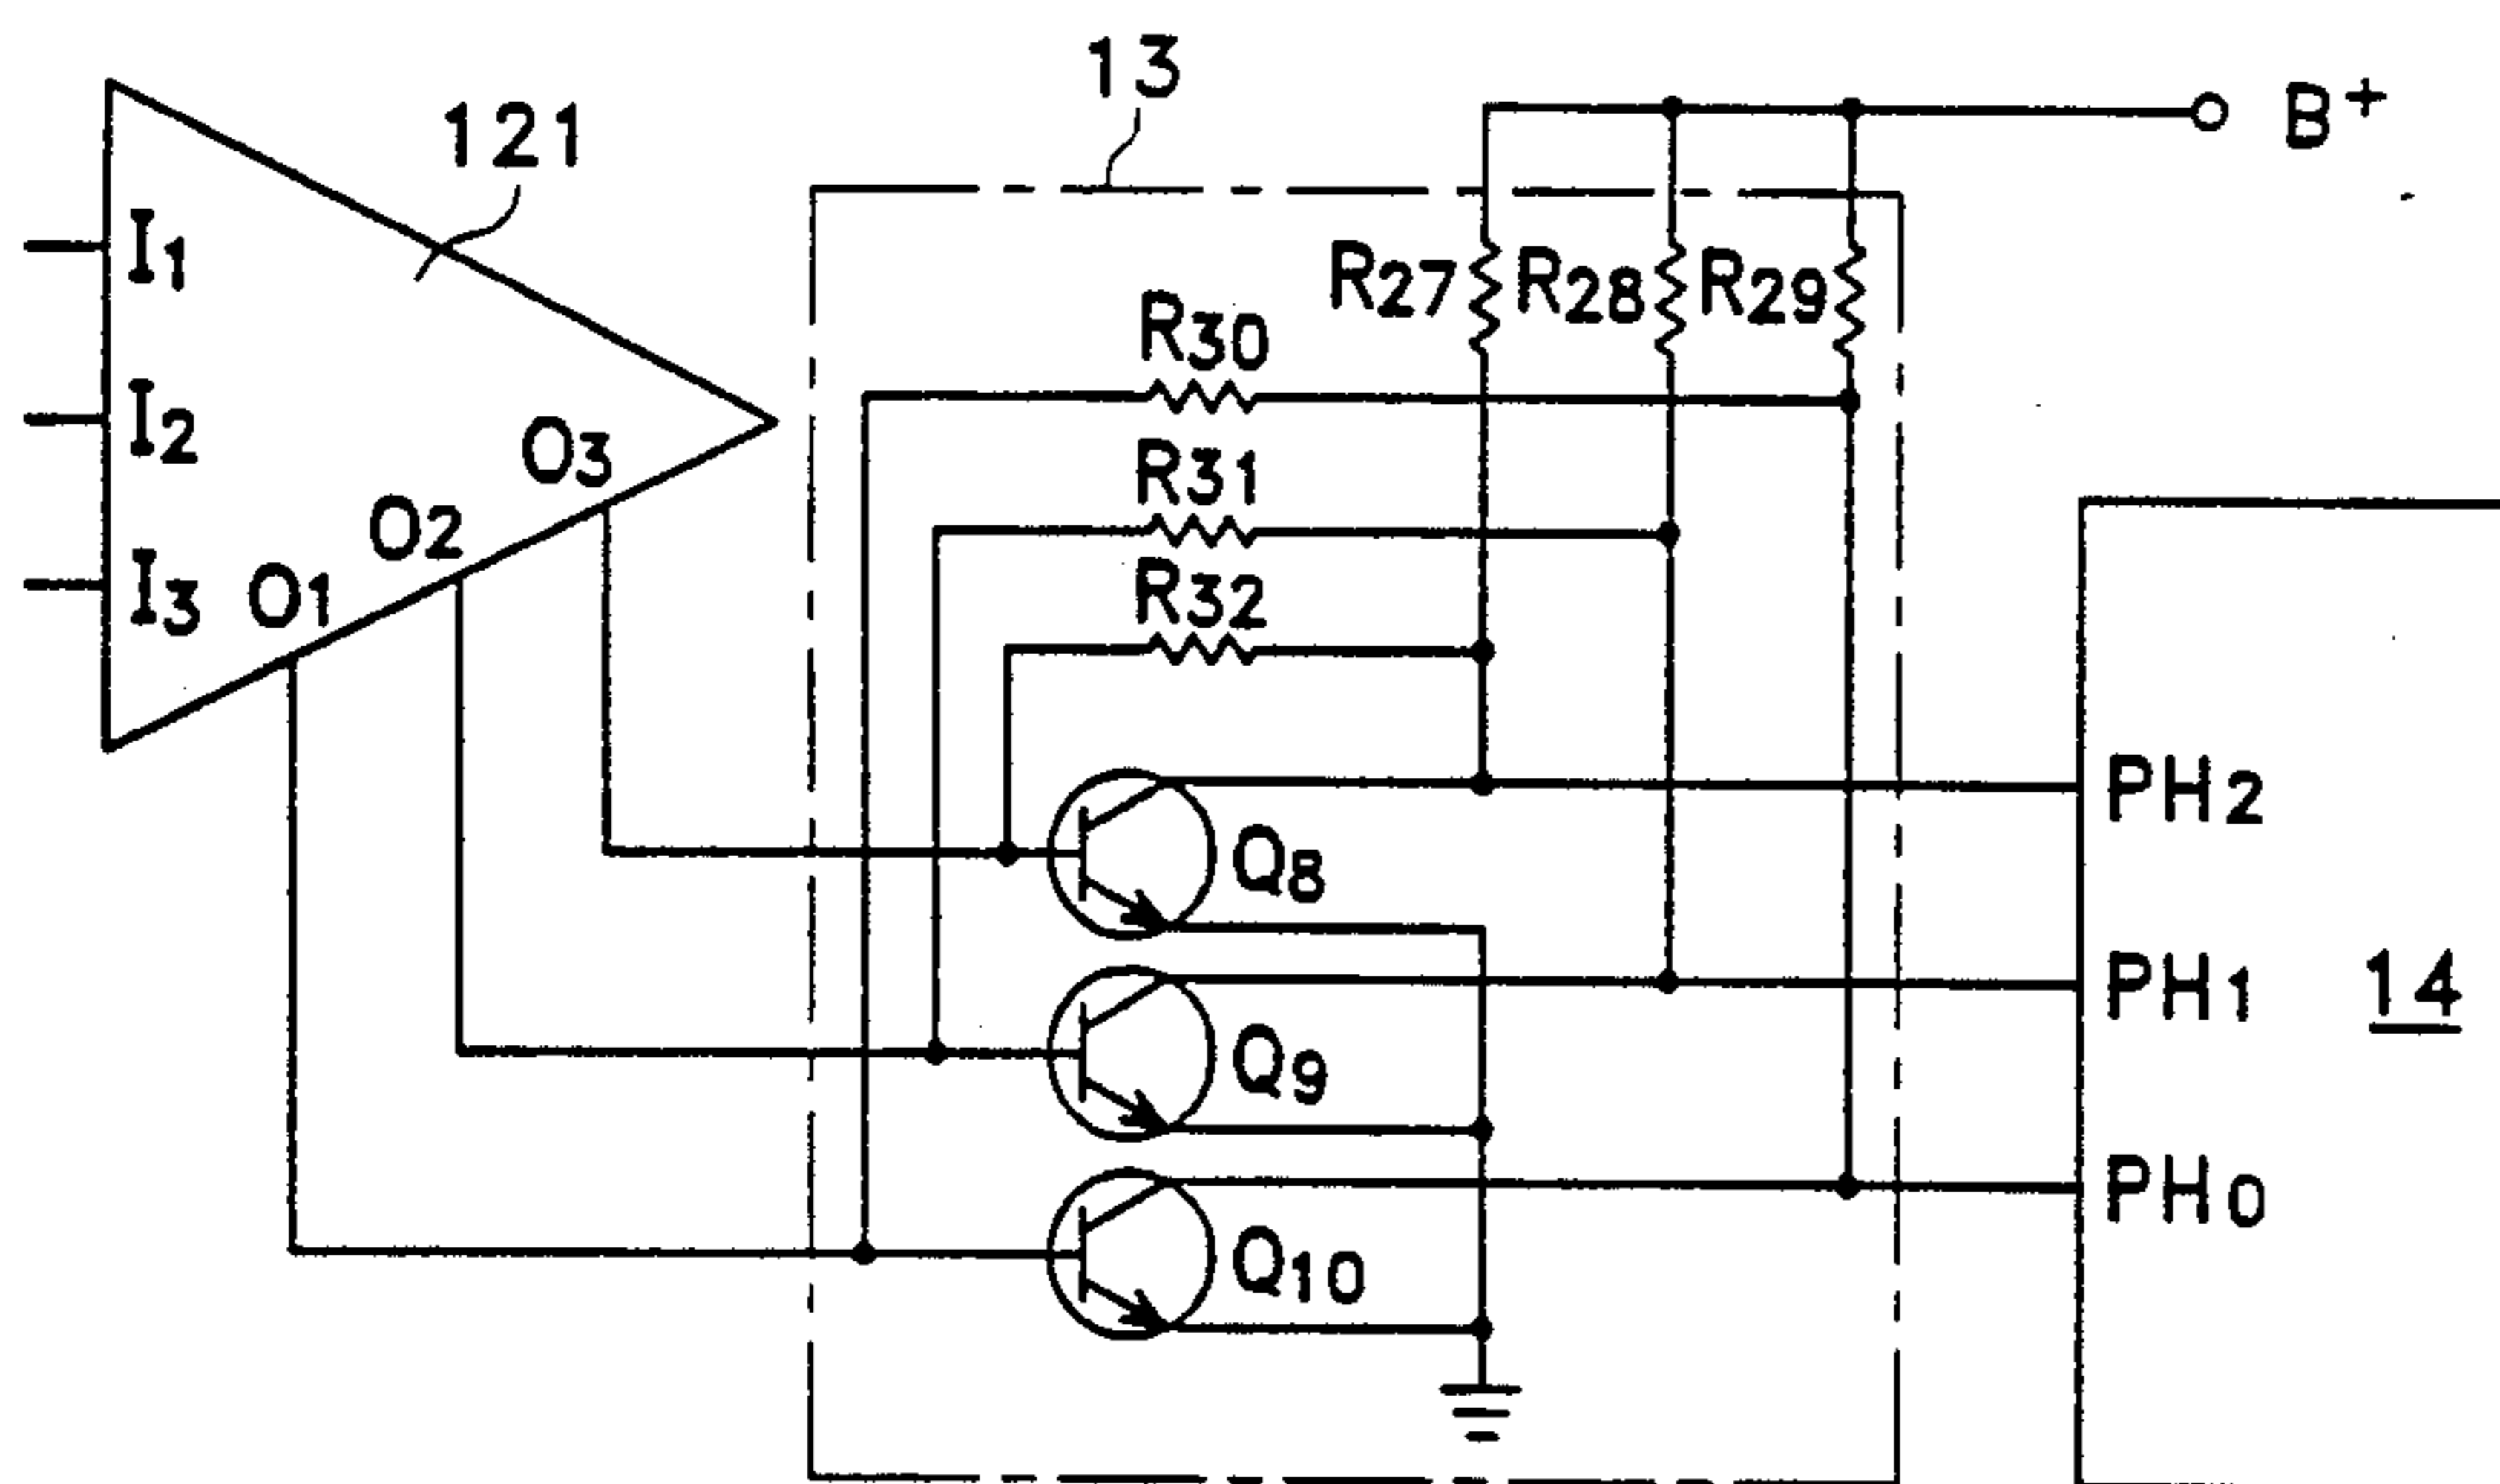 13
B+
121
I1
R27 R28 R29
R30
I2
O3
R31
O2
I3 O1
R32
PH2
Q8
PH1 14
Q9
PH0
Q10